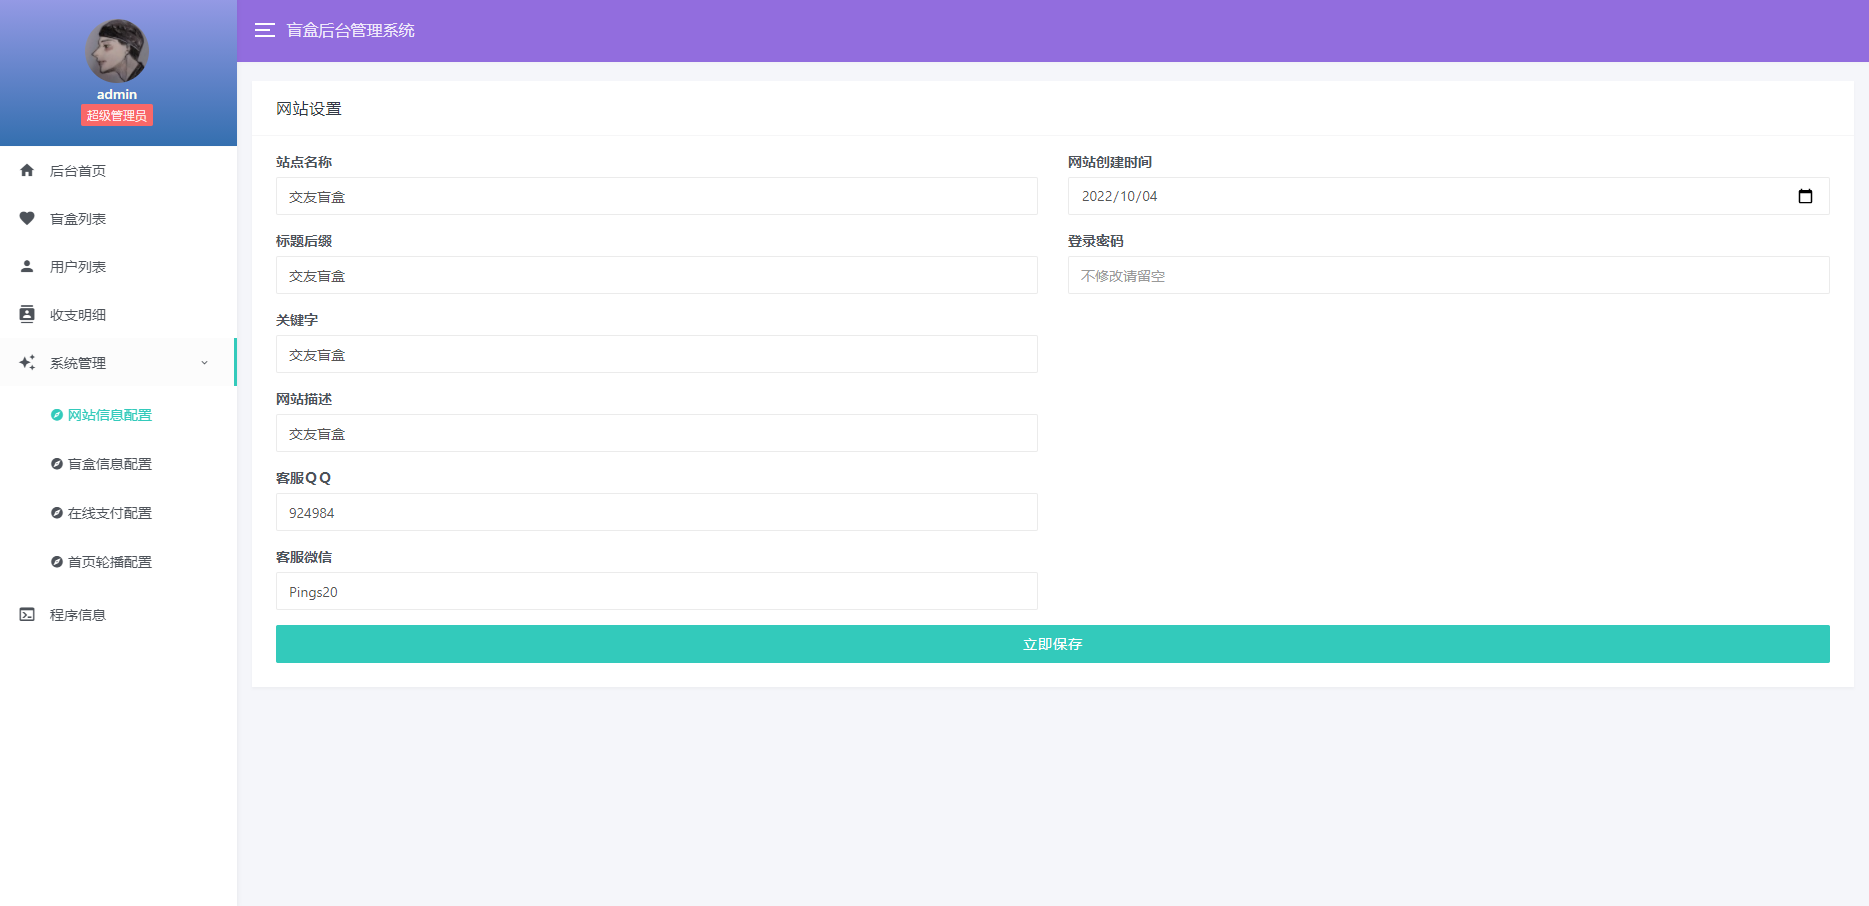 盲盒后台管理系统
admin
超级管理员
后台首页
盲盒列表
用户列表
收支明细
系统管理
网站信息配置
盲盒信息配置
在线支付配置
首页轮播配置
程序信息
网站设置
站点名称
交友盲盒
标题后缀
交友盲盒
关键字
交友盲盒
网站描述
交友盲盒
客服QQ
924984
客服微信
Pings20
网站创建时间
2022/10/04
登录密码
不修改请留空
立即保存